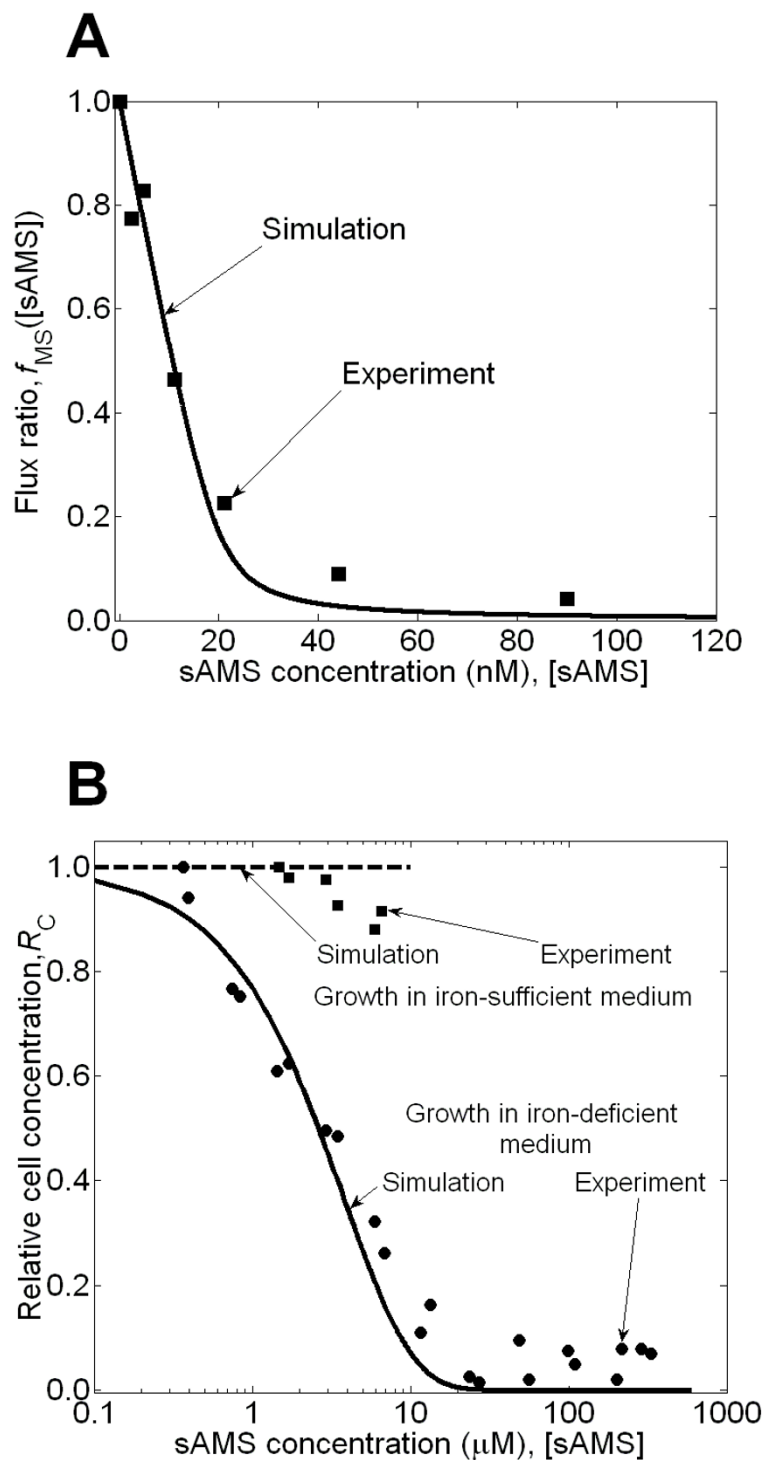 A
Flux ratio, fMS([sAMS])
1.0
0.8
0.6
0.4
0.2
0.0
Simulation
Experiment
0 20 40 60 80 100 120
sAMS concentration (nM), [sAMS]
B
Relative cell concentration,RC
1.0
0.8
0.6
0.4
0.2
0.0
Simulation Experiment
Growth in iron-sufficient medium
Growth in iron-deficient
medium
Simulation Experiment
0.1 1 10 100 1000
sAMS concentration (μM), [sAMS]